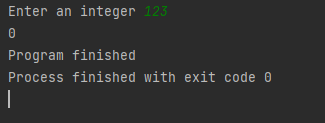 Enter an integer 123
0
Program finished
Process finished with exit code 0